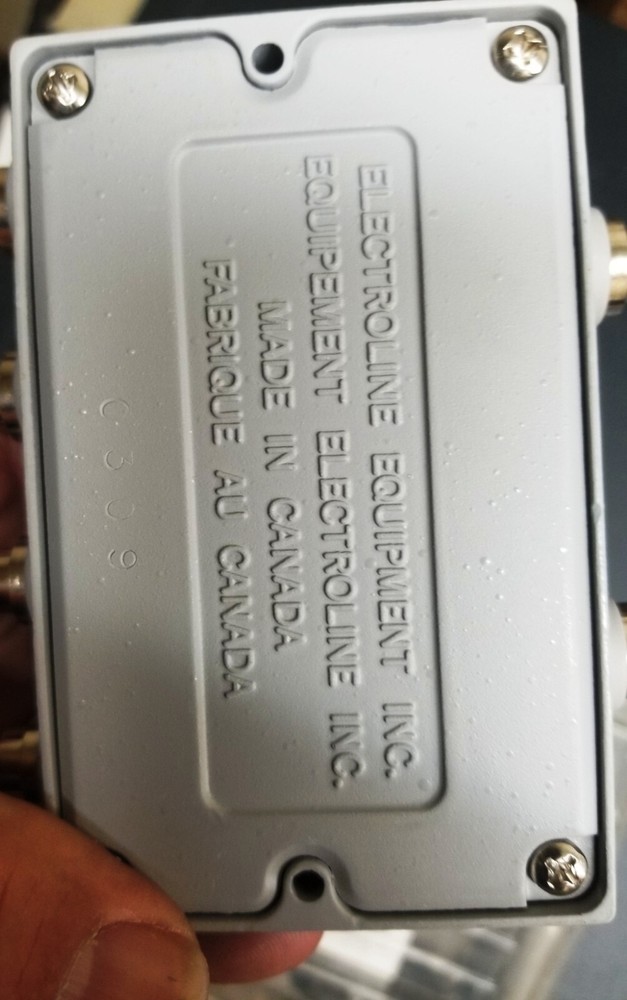 ELECTROLINE EQUIPMENT INC.
EQUIPEMENT ELECTROLINE INC.
MADE IN CANADA
FABRIQUE AU CANADA
C309